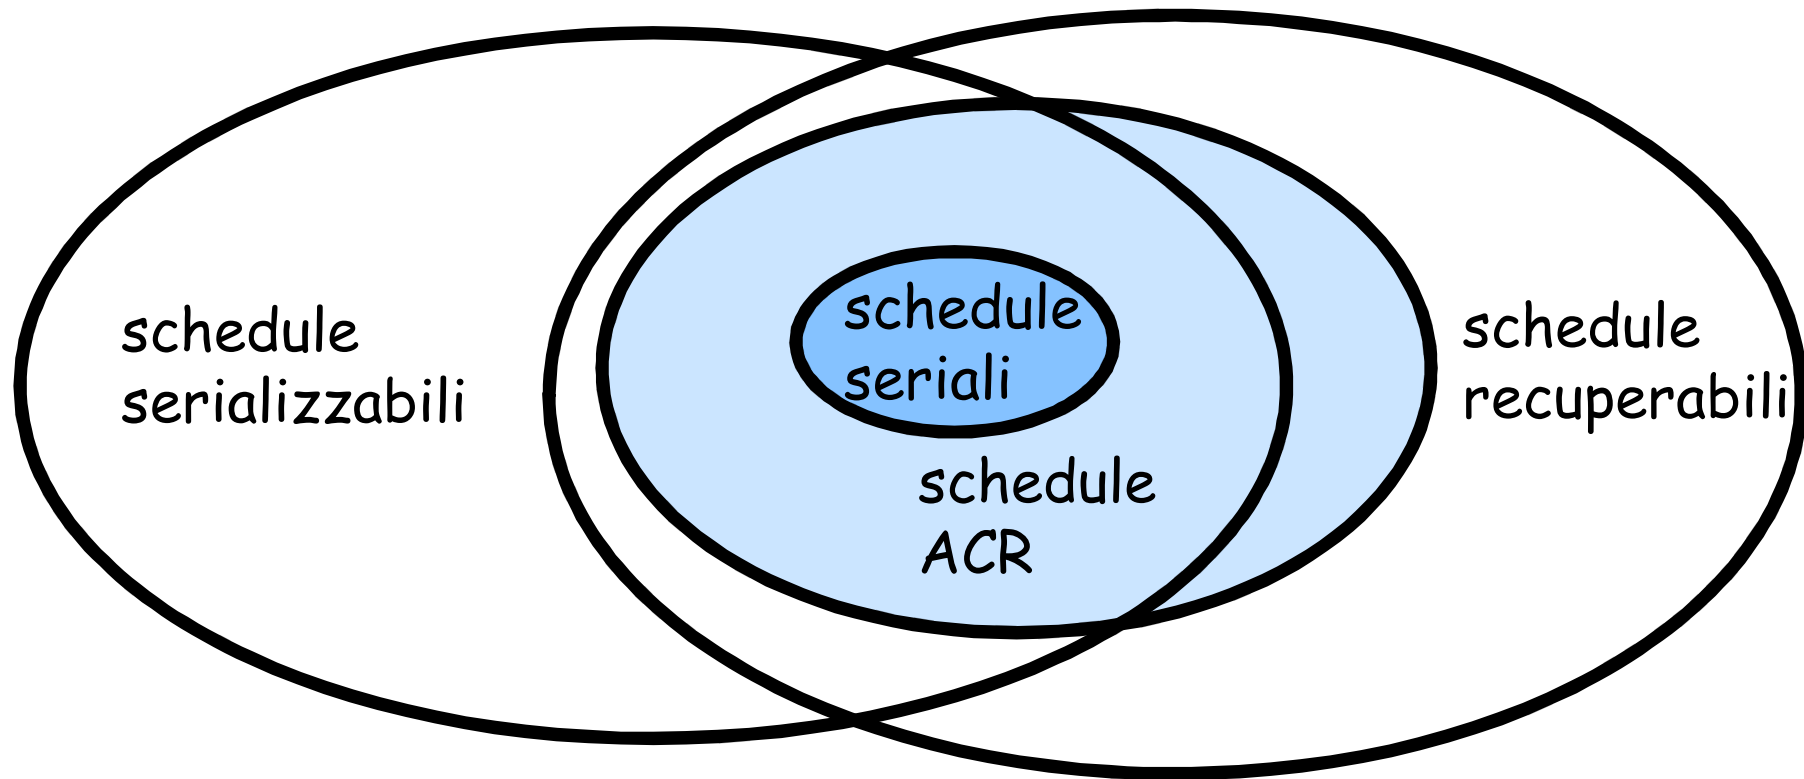 schedule
serializzabili
schedule
seriali
schedule
ACR
schedule
recuperabili